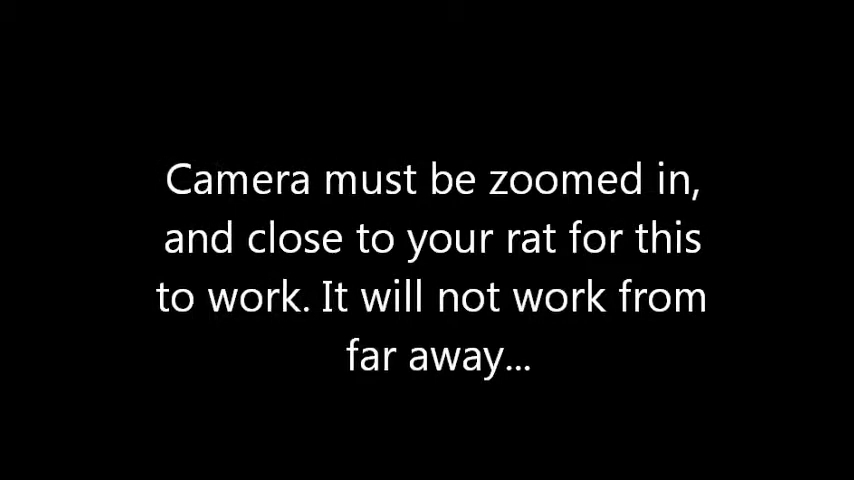 Camera must be zoomed in,
and close to your rat for this
to work. It will not work from
far away...